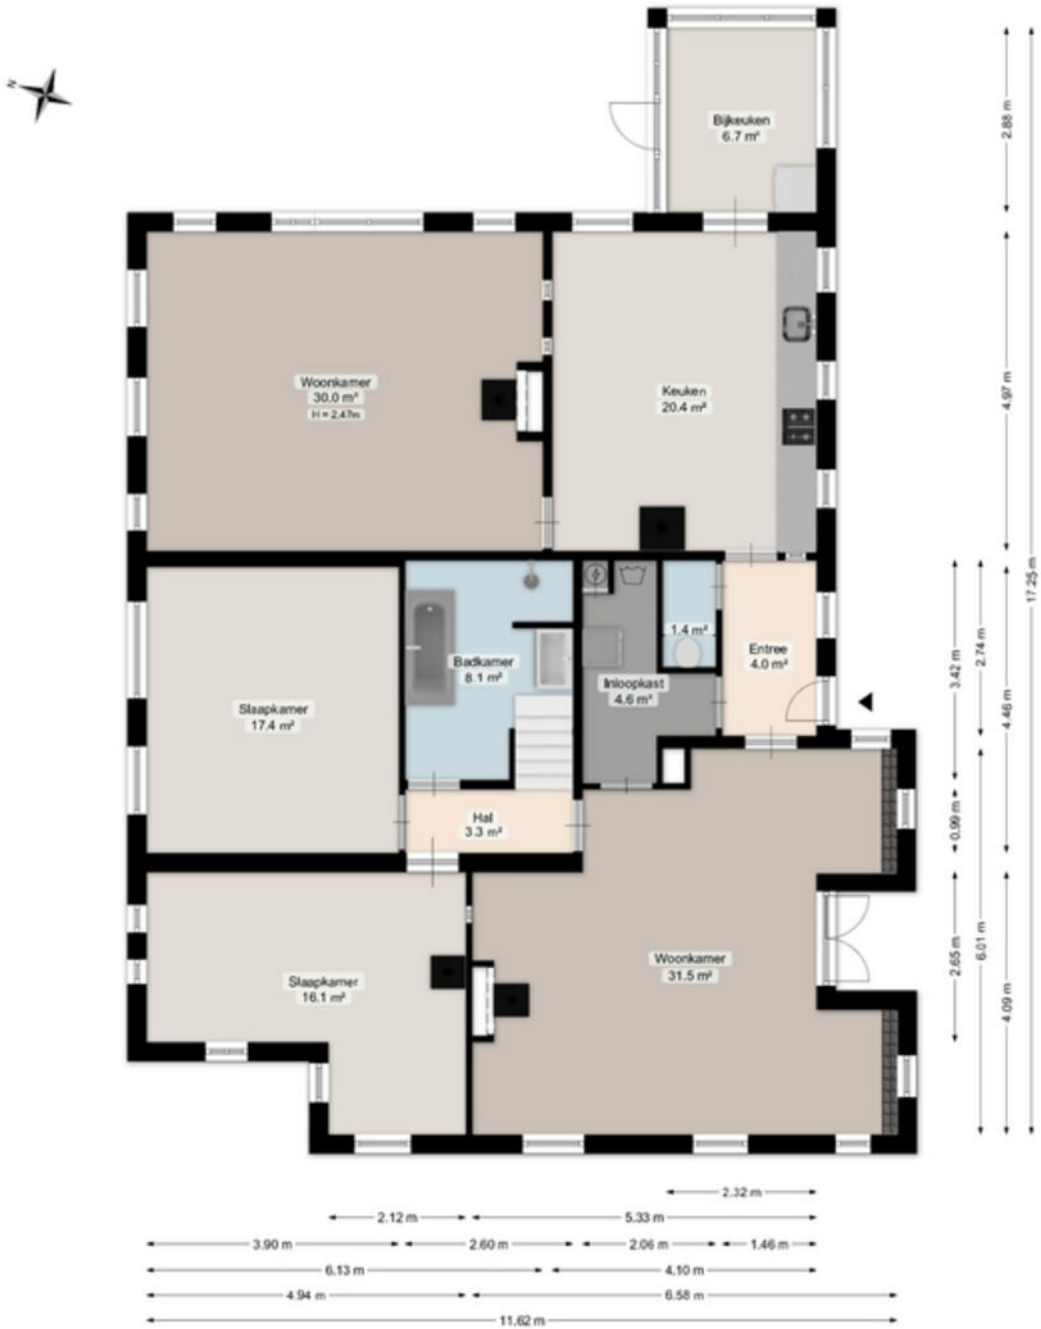 N
Bijkeuken
6.7 m²
2.88 m
Woonkamer
30.0 m²
H = 2.47m
Keuken
20.4 m²
4.97 m
17.25 m
Slaapkamer
17.4 m²
Badkamer
8.1 m²
1.4 m²
Inloopkast
4.6 m²
Entree
4.0 m²
3.42 m
2.74 m
4.46 m
Hal
3.3 m²
0.99 m
Slaapkamer
16.1 m²
Woonkamer
31.5 m²
2.65 m
6.01 m
4.09 m
2.32 m
2.12 m
5.33 m
3.90 m
2.60 m
2.06 m
1.46 m
6.13 m
4.10 m
4.94 m
6.58 m
11.62 m